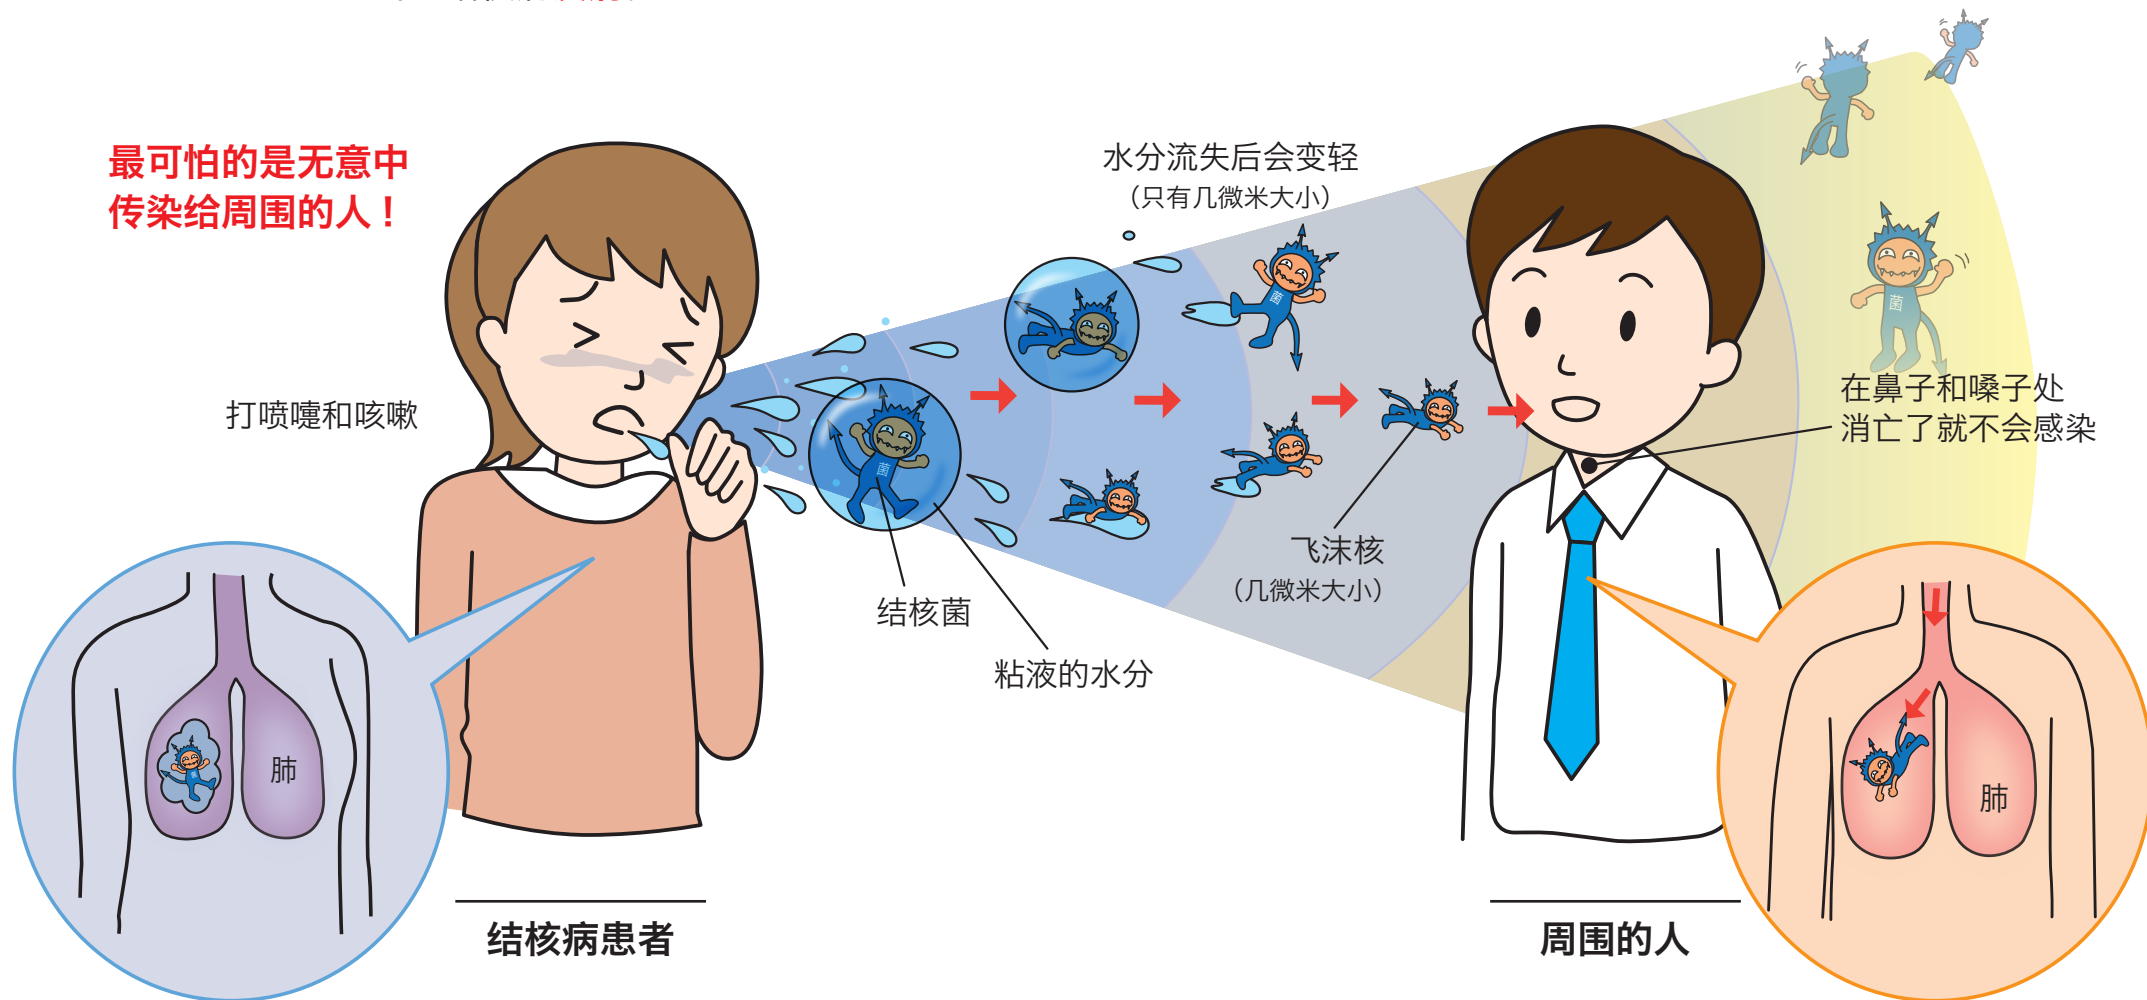 最可怕的是无意中
传染给周围的人！
水分流失后会变轻
（只有几微米大小）
打喷嚏和咳嗽
菌
菌
菌
在鼻子和嗓子处
消亡了就不会感染
飞沫核
（几微米大小）
结核菌
粘液的水分
肺
肺
结核病患者
周围的人